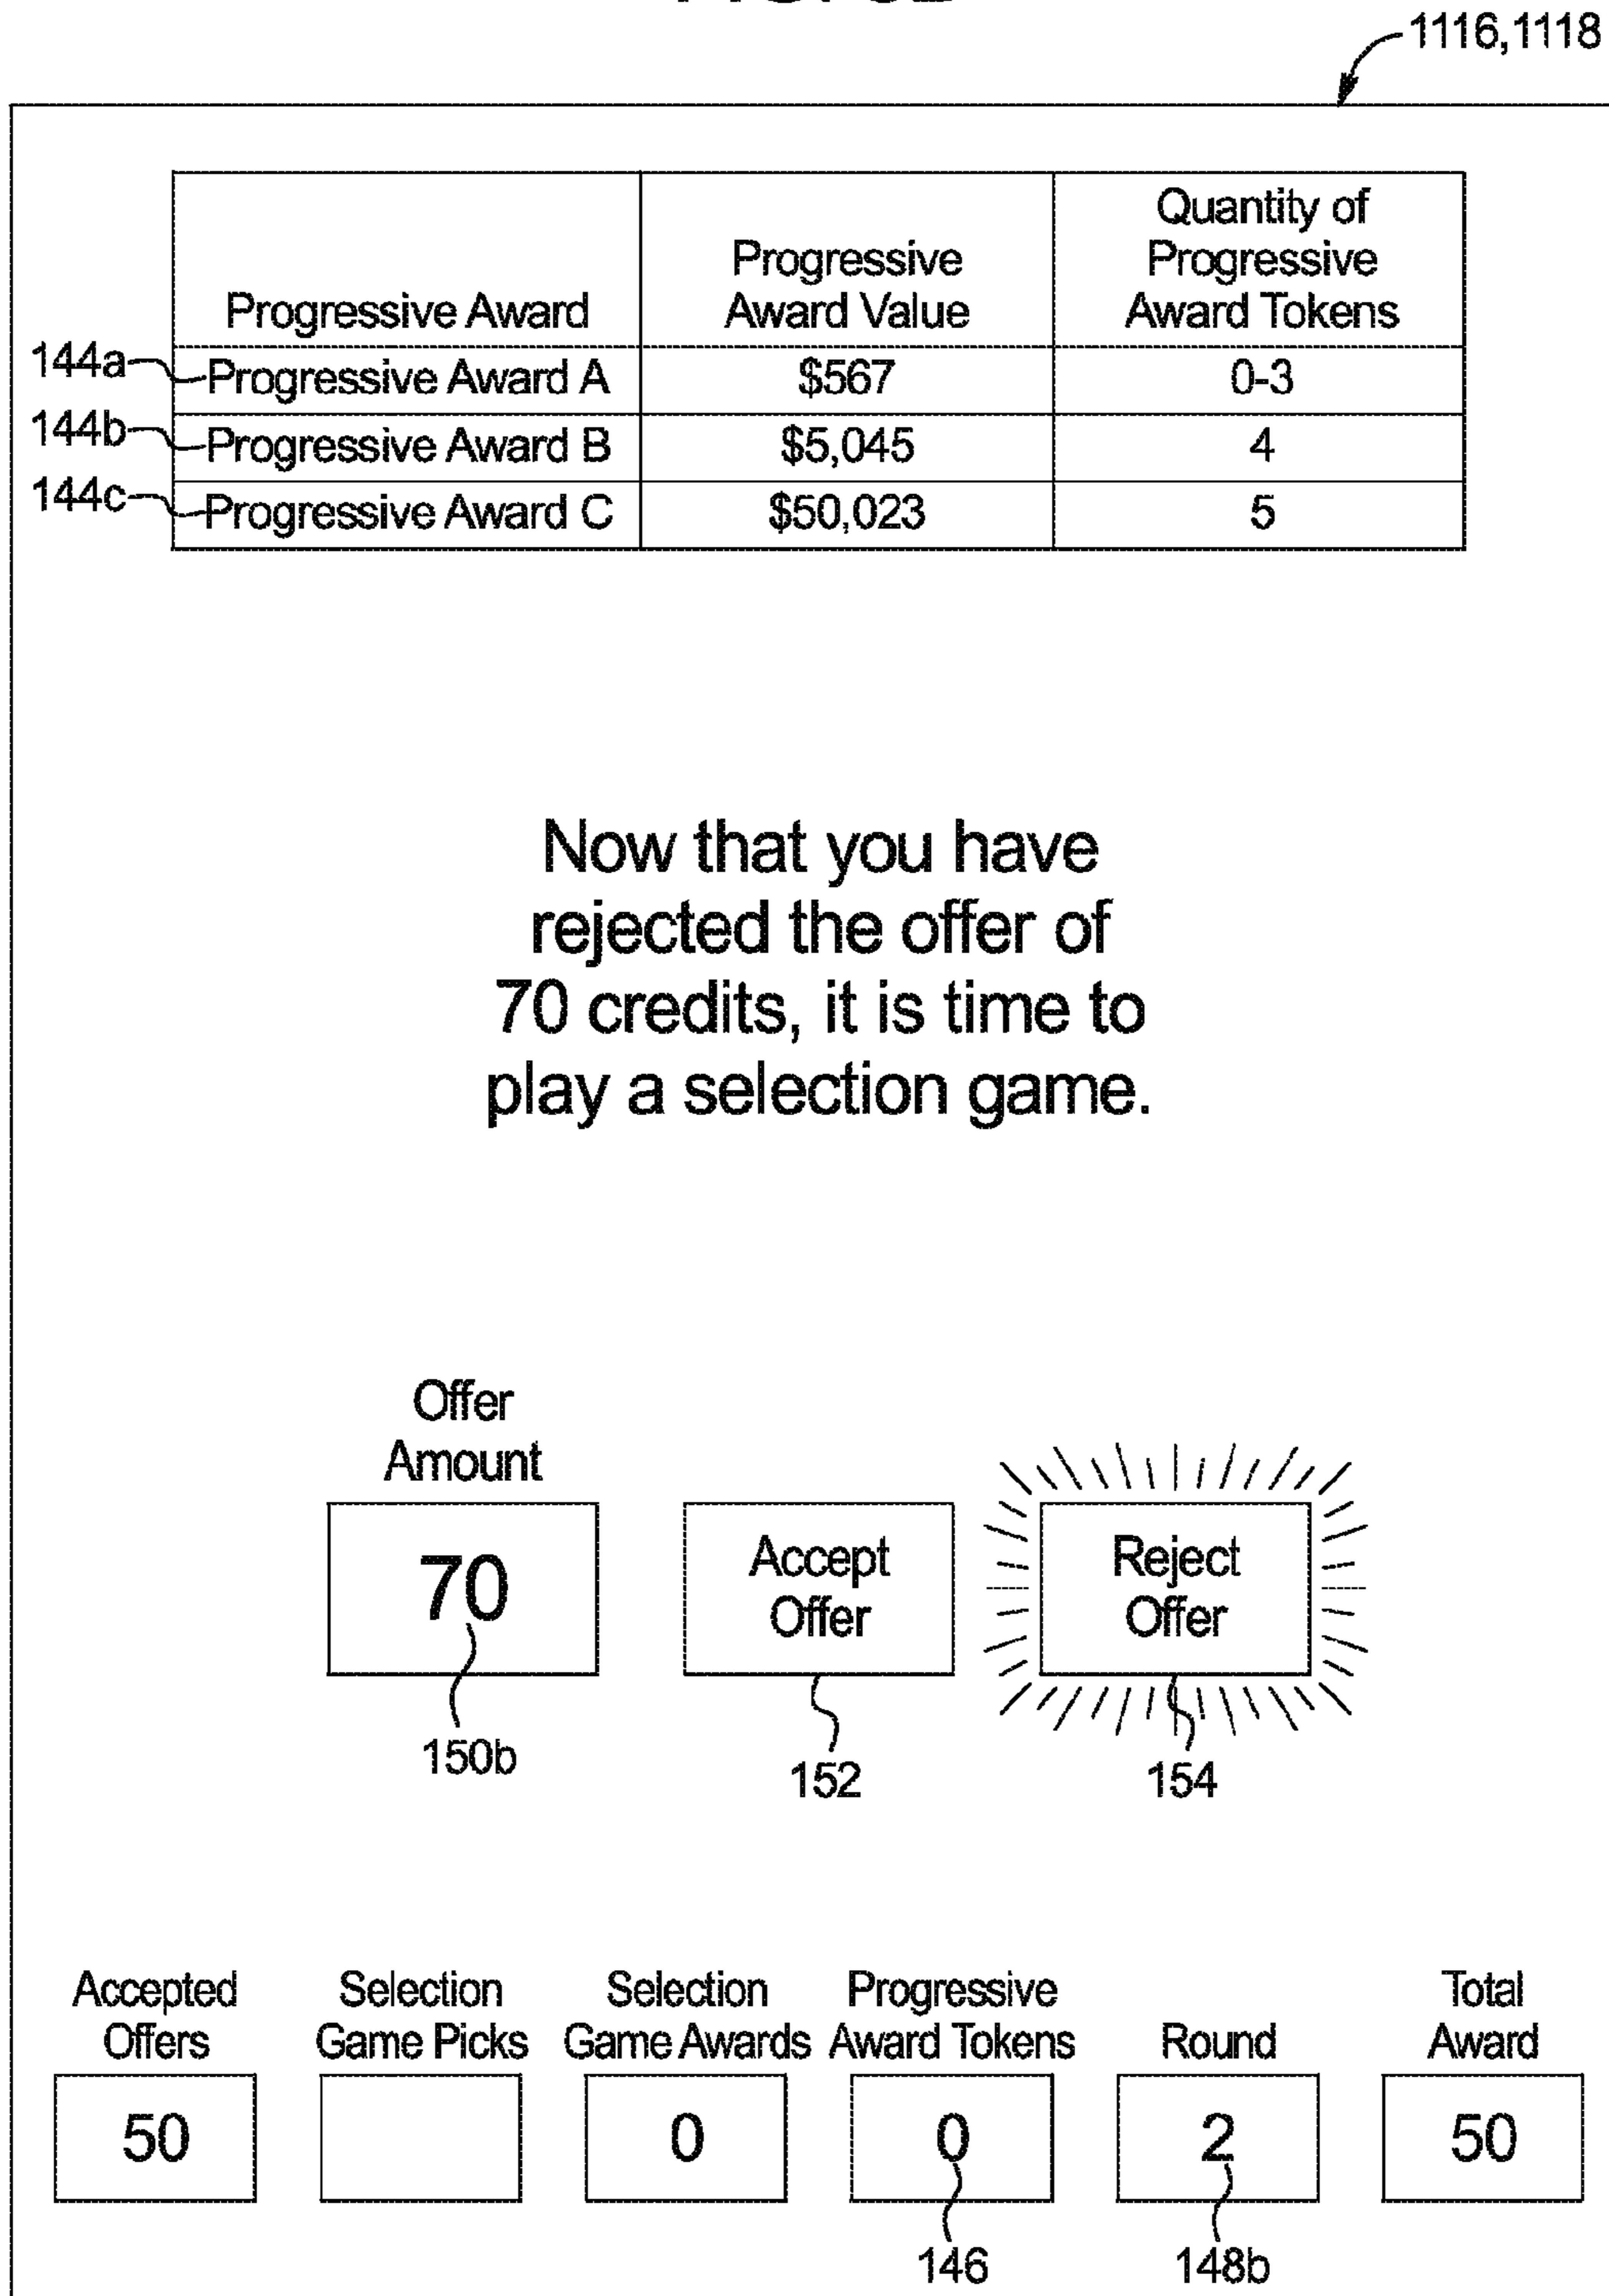 1116,1118
Quantity of
Progressive Progressive
Progressive Award Award Value Award Tokens
144a Progressive Award A $567 0-3
144b Progressive Award B $5,045 4
144c Progressive Award C $50,023 5
Now that you have
rejected the offer of
70 credits, it is time to
play a selection game.
Offer
Amount
70 Accept Offer Reject Offer
150b 152 154
Accepted Selection Selection Progressive Total
Offers Game Picks Game Awards Award Tokens Round Award
50 0 0 2 50
146 148b